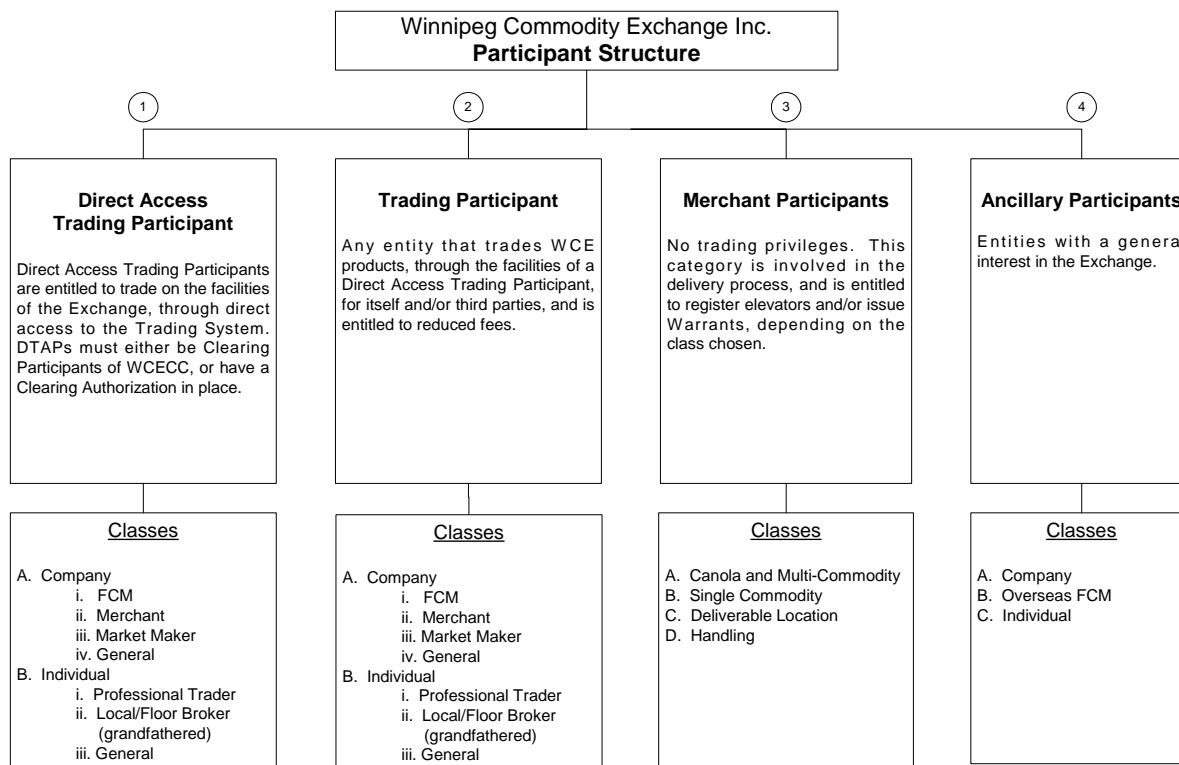 Winnipeg Commodity Exchange Inc.
Participant Structure
1
2
3
4
Direct Access
Trading Participant
Direct Access Trading Participants
are entitled to trade on the facilities
of the Exchange, through direct
access to the Trading System.
DTAPs must either be Clearing
Participants of WCECC, or have a
Clearing Authorization in place.
Trading Participant
Any entity that trades WCE
products, through the facilities of a
Direct Access Trading Participant,
for itself and/or third parties, and is
entitled to reduced fees.
Merchant Participants
No trading privileges. This
category is involved in the
delivery process, and is entitled
to register elevators and/or issue
Warrants, depending on the
class chosen.
Ancillary Participants
Entities with a general
interest in the Exchange.
Classes
A. Company
i. FCM
ii. Merchant
iii. Market Maker
iv. General
B. Individual
i. Professional Trader
ii. Local/Floor Broker
(grandfathered)
iii. General
Classes
A. Company
i. FCM
ii. Merchant
iii. Market Maker
iv. General
B. Individual
i. Professional Trader
ii. Local/Floor Broker
(grandfathered)
iii. General
Classes
A. Canola and Multi-Commodity
B. Single Commodity
C. Deliverable Location
D. Handling
Classes
A. Company
B. Overseas FCM
C. Individual